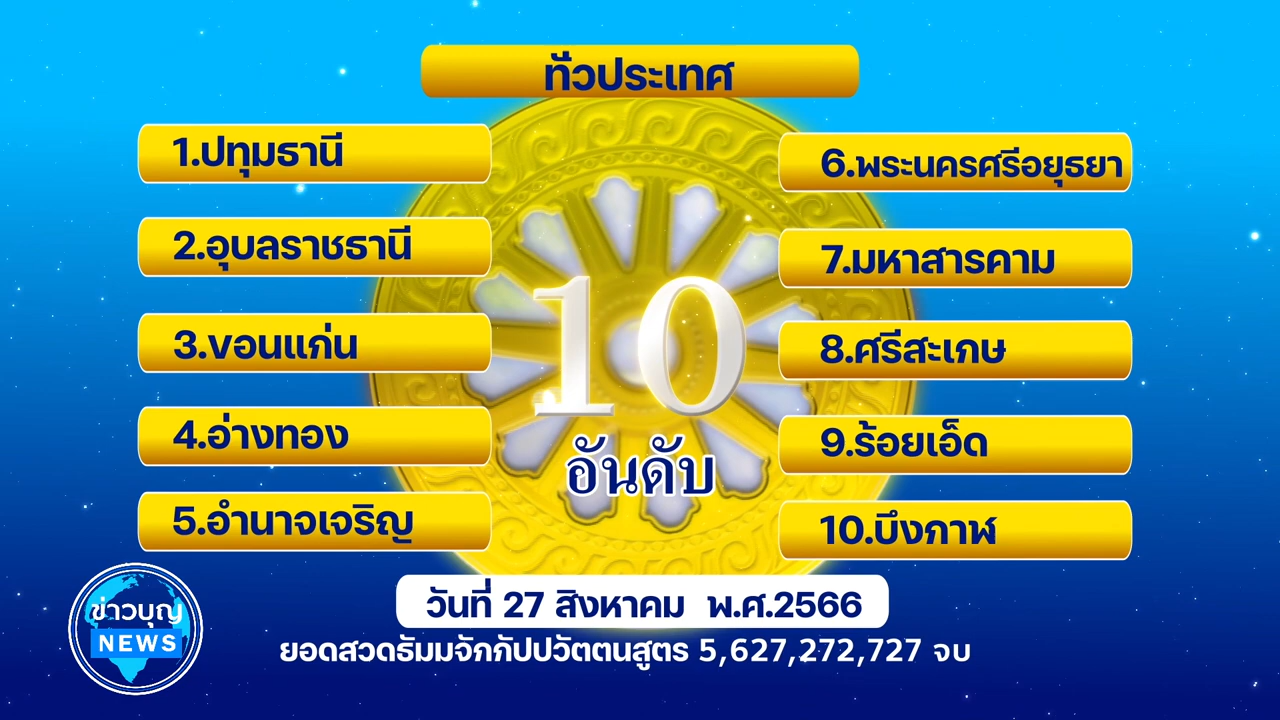 ทั่วประเทศ
1.ปทุมธานี
2.อุบลราชธานี
3.ขอนแก่น
4.อ่างทอง
5.อำนาจเจริญ
6.พระนครศรีอยุธยา
7.มหาสารคาม
8.ศรีสะเกษ
9.ร้อยเอ็ด
10.บึงกาฬ
10
อันดับ
วันที่ 27 สิงหาคม พ.ศ.2566
ยอดสวดธัมมจักกัปปวัตตนสูตร 5,627,272,727 จบ
ข่าวบุญ
NEWS